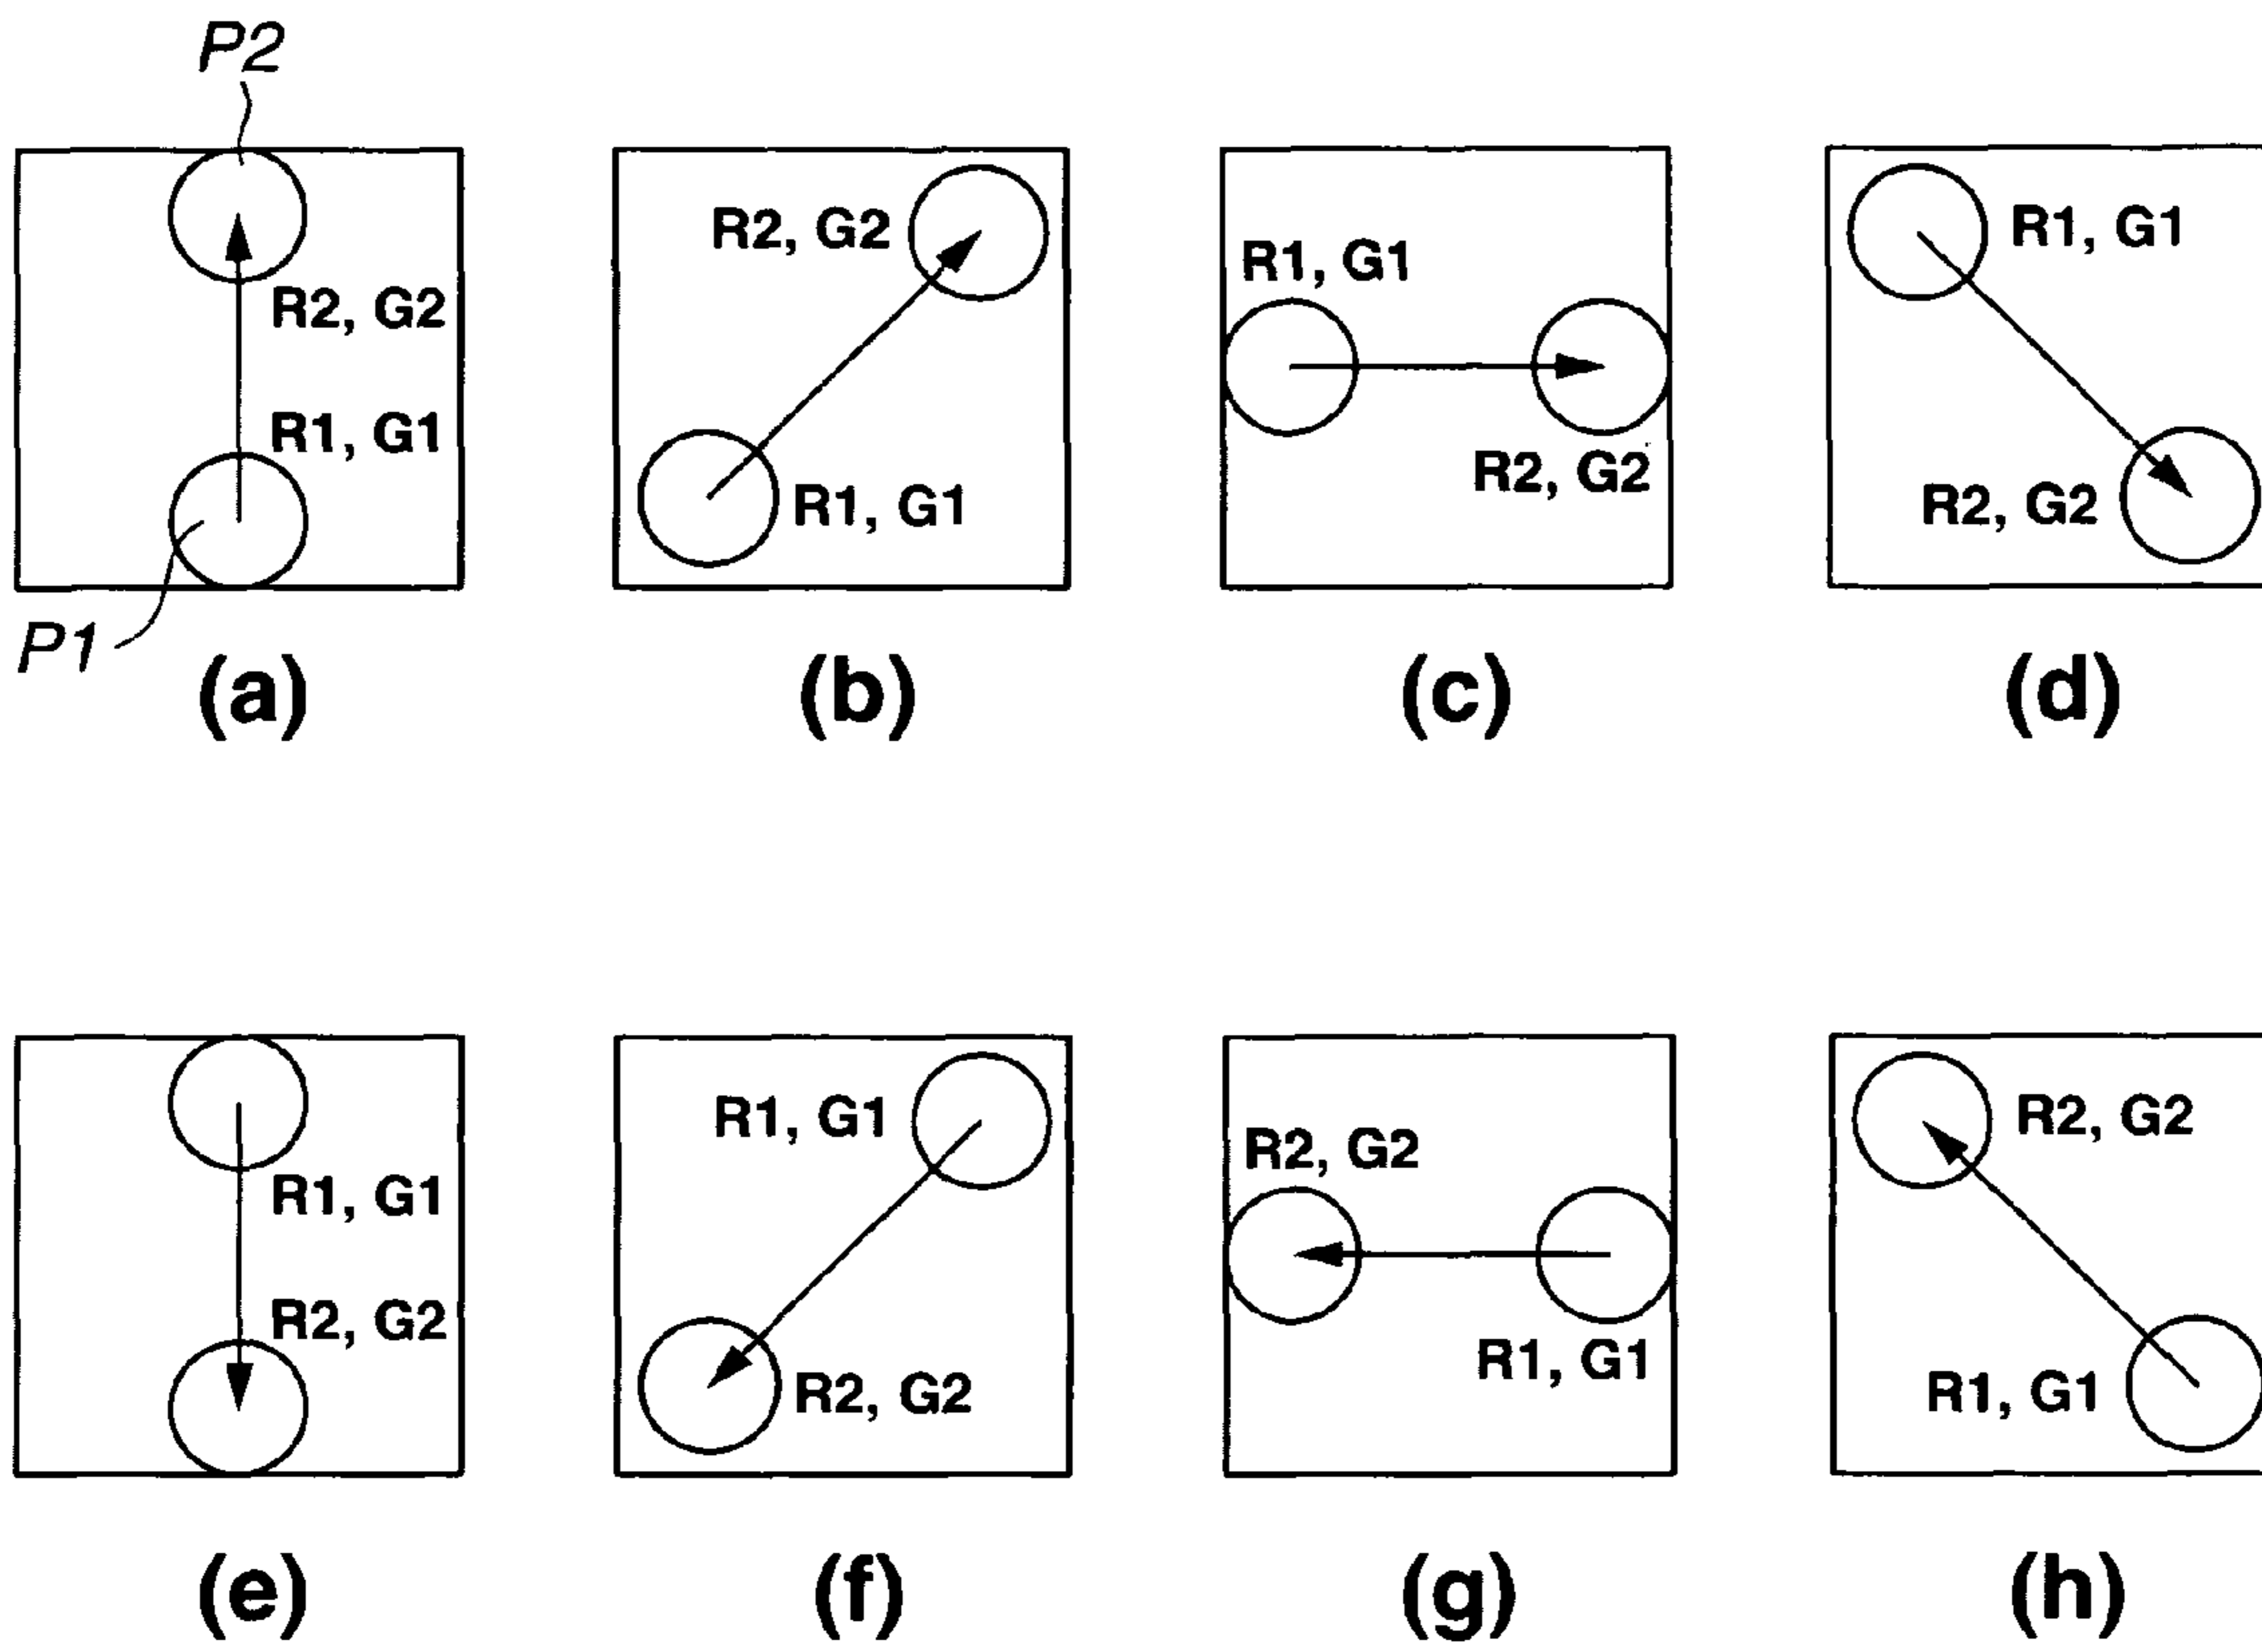 P2
R2, G2
R1, G1
P1
(a)
R2, G2
R1, G1
(b)
R1, G1
R2, G2
(c)
R1, G1
R2, G2
(d)
R1, G1
R2, G2
(e)
R1, G1
R2, G2
(f)
R2, G2
R1, G1
(g)
R2, G2
R1, G1
(h)